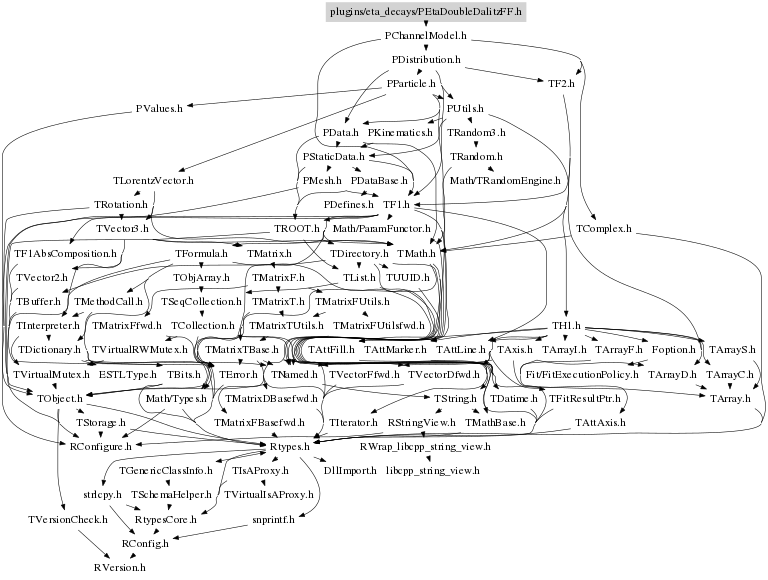 plugins/eta_decays/PEtaDoubleDalitzFF.h
PChannelModel.h
PDistribution.h
PParticle.h TF2.h
PValues.h PUtils.h
PData.h PKinematics.h TRandom3.h
PStaticData.h TRandom.h
TLorentzVector.h PMesh.h PDataBase.h Math/TRandomEngine.h
TRotation.h PDefines.h TF1.h
TVector3.h TROOT.h Math/ParamFunctor.h TComplex.h
TF1AbsComposition.h TFormula.h TMatrix.h TDirectory.h TMath.h
TVector2.h TObjArray.h TMatrixF.h TList.h TUUID.h
TBuffer.h TMethodCall.h TSeqCollection.h TMatrixT.h TMatrixFUtils.h
TInterpreter.h TMatrixFfwd.h TCollection.h TMatrixTUtils.h TMatrixFUtilsfwd.h TH1.h
TDictionary.h TVirtualRWMutex.h TMatrixTBase.h TAttFill.h TAttMarker.h TAttLine.h TAxis.h TArrayI.h TArrayF.h Foption.h TArrayS.h
TVirtualMutex.h ESTLType.h TBits.h TError.h TNamed.h TVectorFfwd.h TVectorDfwd.h Fit/FitExecutionPolicy.h TArrayD.h TArrayC.h
TObject.h Math/Types.h TMatrixDBasefwd.h TString.h TDatime.h TFitResultPtr.h TArray.h
TStorage.h TMatrixFBasefwd.h TIterator.h RStringView.h TMathBase.h TAttAxis.h
RConfigure.h Rtypes.h RWrap_libcpp_string_view.h
TGenericClassInfo.h TIsAProxy.h DllImport.h libcpp_string_view.h
strlcpy.h TSchemaHelper.h TVirtualIsAProxy.h
TVersionCheck.h RtypesCore.h snprintf.h
RConfig.h
RVersion.h